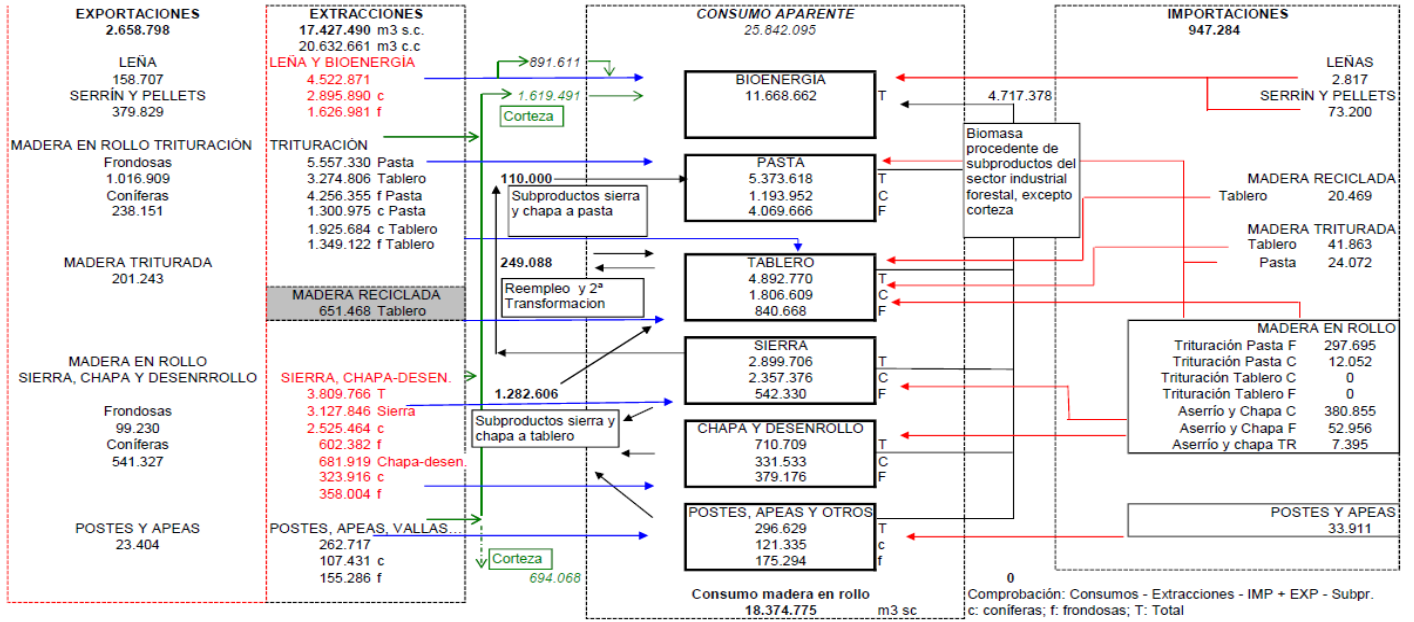 EXPORTACIONES
2.658.798
LEÑA
158.707
SERRÍN Y PELLETS
379.829
MADERA EN ROLLO TRITURACIÓN
Frondosas
1.016.909
Coníferas
238.151
MADERA TRITURADA
201.243
MADERA EN ROLLO
SIERRA, CHAPA Y DESENRROLLO
Frondosas
99.230
Coníferas
541.327
POSTES Y APEAS
23.404
EXTRACCIONES
17.427.490 m3 s.c.
20.632.661 m3 c.c
LEÑA Y BIOENERGÍA
4.522.871
2.895.890 c
1.626.981 f
TRITURACIÓN
5.557.330 Pasta
3.274.806 Tablero
4.256.355 f Pasta
1.300.975 c Pasta
1.925.684 c Tablero
1.349.122 f Tablero
MADERA RECICLADA
651.468 Tablero
SIERRA, CHAPA-DESEN.
3.809.766 T
3.127.846 Sierra
2.525.464 c
602.382 f
681.919 Chapa-desen.
323.916 c
358.004 f
POSTES, APEAS, VALLAS...
262.717
107.431 c
155.286 f
891.611
1.619.491
Corteza
110.000
Subproductos sierra
y chapa a pasta
249.088
Reempleo y 2ª
Transformacion
1.282.606
Subproductos sierra y
chapa a tablero
Corteza
694.068
CONSUMO APARENTE
25.842.095
BIOENERGIA
11.668.662 T
PASTA
5.373.618 T
1.193.952 C
4.069.666 F
TABLERO
4.892.770 T
1.806.609 C
840.668 F
SIERRA
2.899.706 T
2.357.376 C
542.330 F
CHAPA Y DESENROLLO
710.709 T
331.533 C
379.176 F
POSTES, APEAS Y OTROS
296.629 T
121.335 c
175.294 f
Consumo madera en rollo
18.374.775 m3 sc
4.717.378
Biomasa
procedente de
subproductos del
sector industrial
forestal, excepto
corteza
IMPORTACIONES
947.284
LEÑAS
2.817
SERRÍN Y PELLETS
73.200
MADERA RECICLADA
Tablero 20.469
MADERA TRITURADA
Tablero 41.863
Pasta 24.072
MADERA EN ROLLO
Trituración Pasta F 297.695
Trituración Pasta C 12.052
Trituración Tablero C 0
Trituración Tablero F 0
Aserrío y Chapa C 380.855
Aserrío y Chapa F 52.956
Aserrío y chapa TR 7.395
POSTES Y APEAS
33.911
0
Comprobación: Consumos - Extracciones - IMP + EXP - Subpr.
c: coníferas; f: frondosas; T: Total